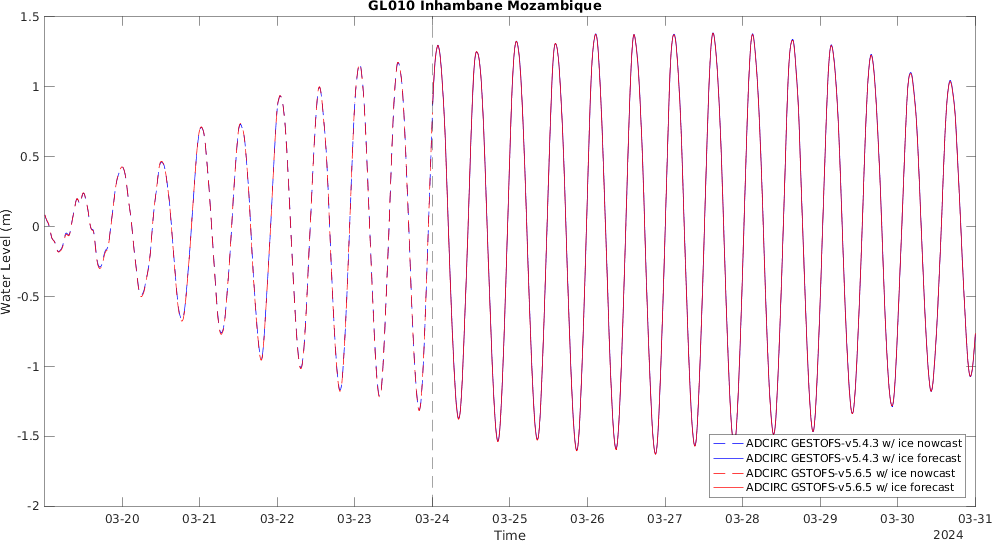 GL010 Inhambane Mozambique
1.5
1
0.5
0
-0.5
-1
-1.5
-2
Water Level (m)
ADCIRC GESTOFS-v5.4.3 w/ ice nowcast
ADCIRC GESTOFS-v5.4.3 w/ ice forecast
ADCIRC GSTOFS-v5.6.5 w/ ice nowcast
ADCIRC GSTOFS-v5.6.5 w/ ice forecast
03-20 03-21 03-22 03-23 03-24 03-25 03-26 03-27 03-28 03-29 03-30 03-31
Time
2024